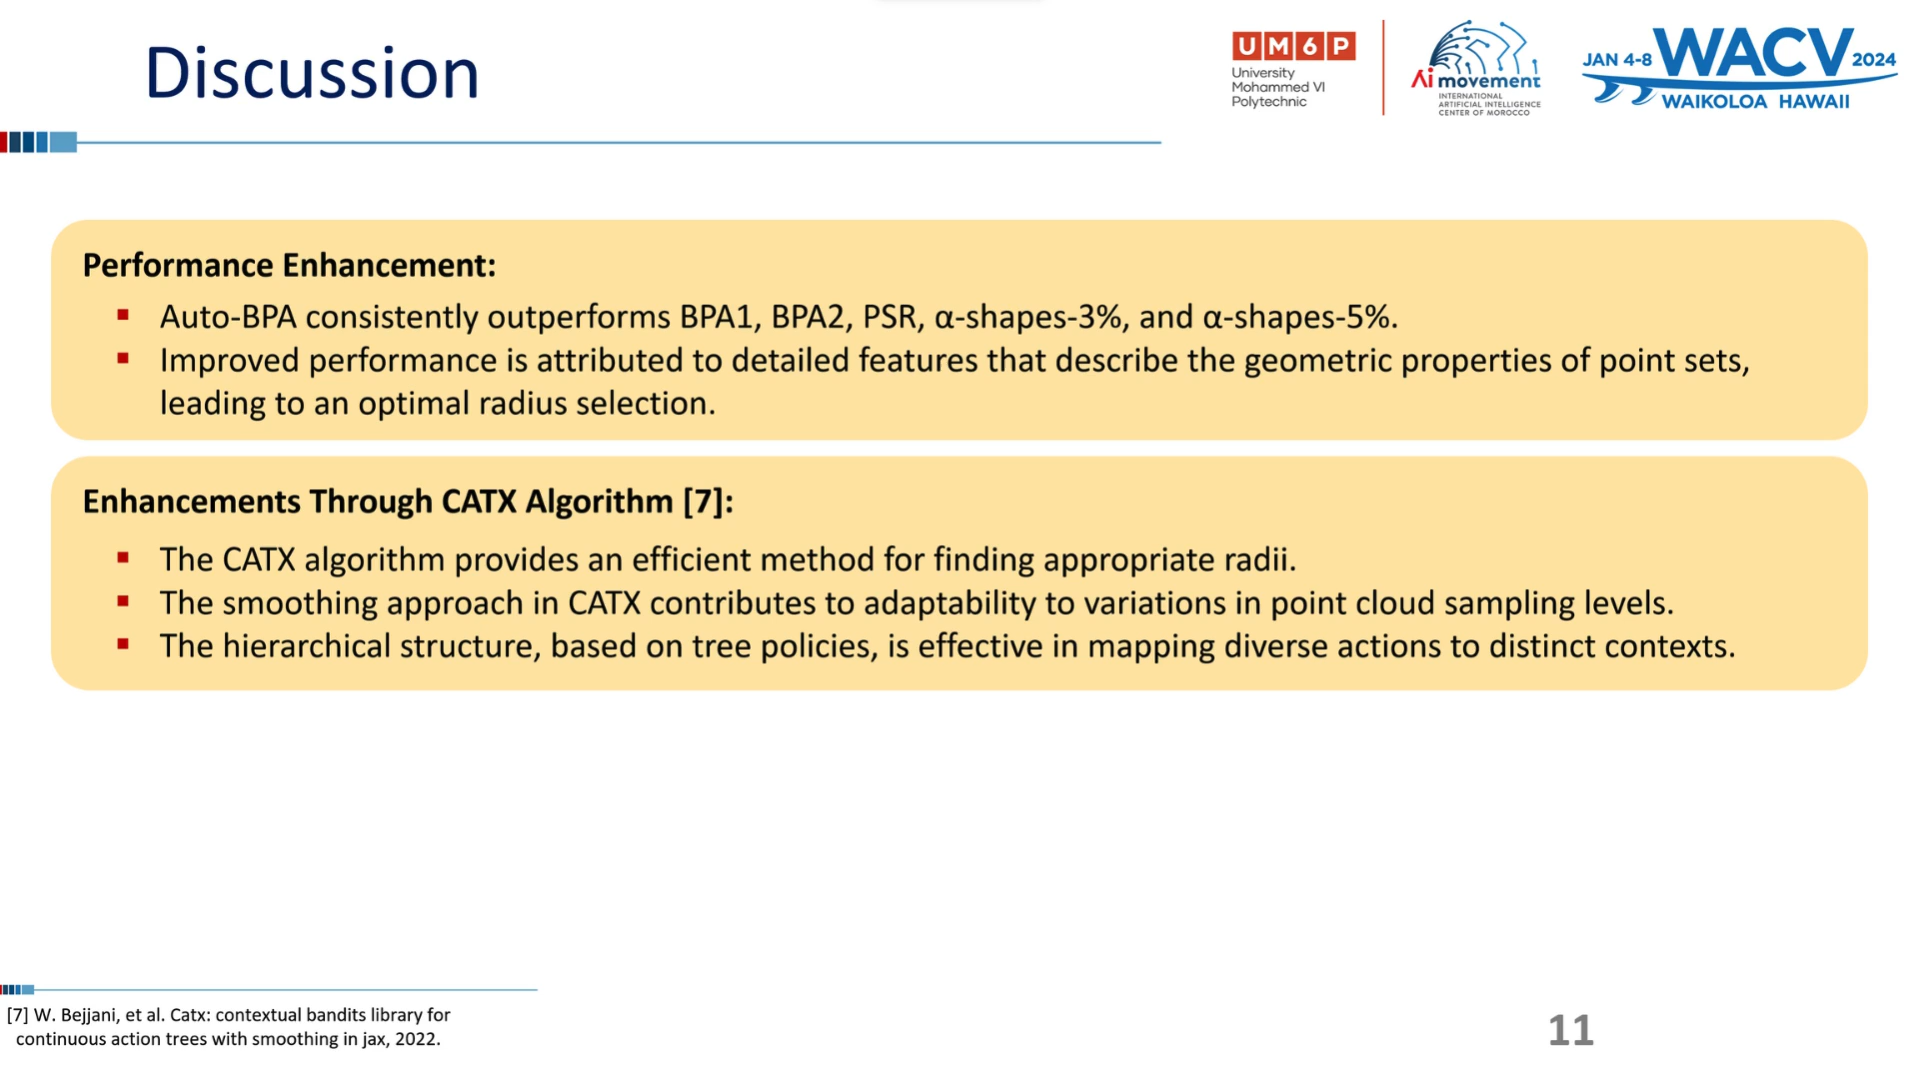 Discussion
UM6P
University
Mohammed VI
Polytechnic
Ai movement
INTERNATIONAL
ARTIFICIAL INTELLIGENCE
CENTER OF MOROCCO
JAN 4-8 WACV 2024
WAIKOLOA HAWAII
Performance Enhancement:
▪ Auto-BPA consistently outperforms BPA1, BPA2, PSR, α-shapes-3%, and α-shapes-5%.
▪ Improved performance is attributed to detailed features that describe the geometric properties of point sets,
leading to an optimal radius selection.
Enhancements Through CATX Algorithm [7]:
▪ The CATX algorithm provides an efficient method for finding appropriate radii.
▪ The smoothing approach in CATX contributes to adaptability to variations in point cloud sampling levels.
▪ The hierarchical structure, based on tree policies, is effective in mapping diverse actions to distinct contexts.
[7] W. Bejjani, et al. Catx: contextual bandits library for
continuous action trees with smoothing in jax, 2022.
11